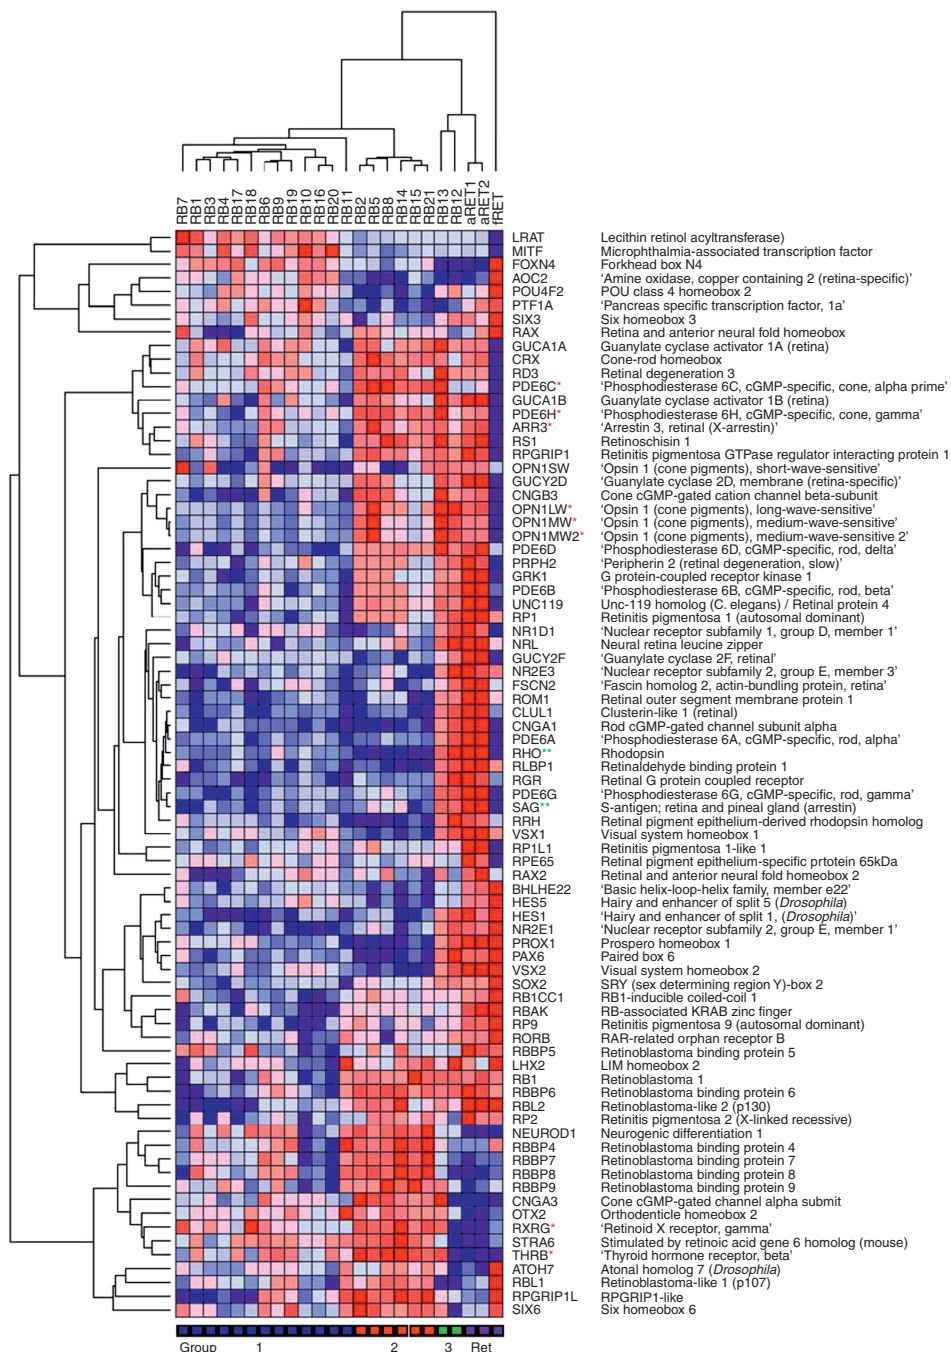 RB7 RB1 RB3 RB4 RB17 RB18 RB6 RB9 RB19 RB10 RB16 RB20 RB11 RB2 RB5 RB8 RB14 RB15 RB21 RB13 RB12 aRET1 aRET2 fRET
LRAT Lecithin retinol acyltransferase)
MITF Microphthalmia-associated transcription factor
FOXN4 Forkhead box N4
AOC2 ‘Amine oxidase, copper containing 2 (retina-specific)’
POU4F2 POU class 4 homeobox 2
PTF1A ‘Pancreas specific transcription factor, 1a’
SIX3 Six homeobox 3
RAX Retina and anterior neural fold homeobox
GUCA1A Guanylate cyclase activator 1A (retina)
CRX Cone-rod homeobox
RD3 Retinal degeneration 3
PDE6C* ‘Phosphodiesterase 6C, cGMP-specific, cone, alpha prime’
GUCA1B Guanylate cyclase activator 1B (retina)
PDE6H* ‘Phosphodiesterase 6H, cGMP-specific, cone, gamma’
ARR3* ‘Arrestin 3, retinal (X-arrestin)’
RS1 Retinoschisin 1
RPGRIP1 Retinitis pigmentosa GTPase regulator interacting protein 1
OPN1SW ‘Opsin 1 (cone pigments), short-wave-sensitive’
GUCY2D ‘Guanylate cyclase 2D, membrane (retina-specific)’
CNGB3 Cone cGMP-gated cation channel beta-subunit
OPN1LW* ‘Opsin 1 (cone pigments), long-wave-sensitive’
OPN1MW* ‘Opsin 1 (cone pigments), medium-wave-sensitive’
OPN1MW2* ‘Opsin 1 (cone pigments), medium-wave-sensitive 2’
PDE6D ‘Phosphodiesterase 6D, cGMP-specific, rod, delta’
PRPH2 ‘Peripherin 2 (retinal degeneration, slow)’
GRK1 G protein-coupled receptor kinase 1
PDE6B ‘Phosphodiesterase 6B, cGMP-specific, rod, beta’
UNC119 Unc-119 homolog (C. elegans) / Retinal protein 4
RP1 Retinitis pigmentosa 1 (autosomal dominant)
NR1D1 ‘Nuclear receptor subfamily 1, group D, member 1’
NRL Neural retina leucine zipper
GUCY2F ‘Guanylate cyclase 2F, retinal’
NR2E3 ‘Nuclear receptor subfamily 2, group E, member 3’
FSCN2 ‘Fascin homolog 2, actin-bundling protein, retina’
ROM1 Retinal outer segment membrane protein 1
CLUL1 Clusterin-like 1 (retinal)
CNGA1 Rod cGMP-gated channel subunit alpha
PDE6A ‘Phosphodiesterase 6A, cGMP-specific, rod, alpha’
RHO** Rhodopsin
RLBP1 Retinaldehyde binding protein 1
RGR Retinal G protein coupled receptor
PDE6G ‘Phosphodiesterase 6G, cGMP-specific, rod, gamma’
SAG** S-antigen; retina and pineal gland (arrestin)
RRH Retinal pigment epithelium-derived rhodopsin homolog
VSX1 Visual system homeobox 1
RP1L1 Retinitis pigmentosa 1-like 1
RPE65 Retinal pigment epithelium-specific prtotein 65kDa
RAX2 Retinal and anterior neural fold homeobox 2
BHLHE22 ‘Basic helix-loop-helix family, member e22’
HES5 Hairy and enhancer of split 5 (Drosophila)
HES1 ‘Hairy and enhancer of split 1, (Drosophila)’
NR2E1 ‘Nuclear receptor subfamily 2, group E, member 1’
PROX1 Prospero homeobox 1
PAX6 Paired box 6
VSX2 Visual system homeobox 2
SOX2 SRY (sex determining region Y)-box 2
RB1CC1 RB1-inducible coiled-coil 1
RBAK RB-associated KRAB zinc finger
RP9 Retinitis pigmentosa 9 (autosomal dominant)
RORB RAR-related orphan receptor B
RBBP5 Retinoblastoma binding protein 5
LHX2 LIM homeobox 2
RB1 Retinoblastoma 1
RBBP6 Retinoblastoma binding protein 6
RBL2 Retinoblastoma-like 2 (p130)
RP2 Retinitis pigmentosa 2 (X-linked recessive)
NEUROD1 Neurogenic differentiation 1
RBBP4 Retinoblastoma binding protein 4
RBBP7 Retinoblastoma binding protein 7
RBBP8 Retinoblastoma binding protein 8
RBBP9 Retinoblastoma binding protein 9
CNGA3 Cone cGMP-gated channel alpha submit
OTX2 Orthodenticle homeobox 2
RXRG* ‘Retinoid X receptor, gamma’
STRA6 Stimulated by retinoic acid gene 6 homolog (mouse)
THRB* ‘Thyroid hormone receptor, beta’
ATOH7 Atonal homolog 7 (Drosophila)
RBL1 Retinoblastoma-like 1 (p107)
RPGRIP1L RPGRIP1-like
SIX6 Six homeobox 6
Group 1 2 3 Ret